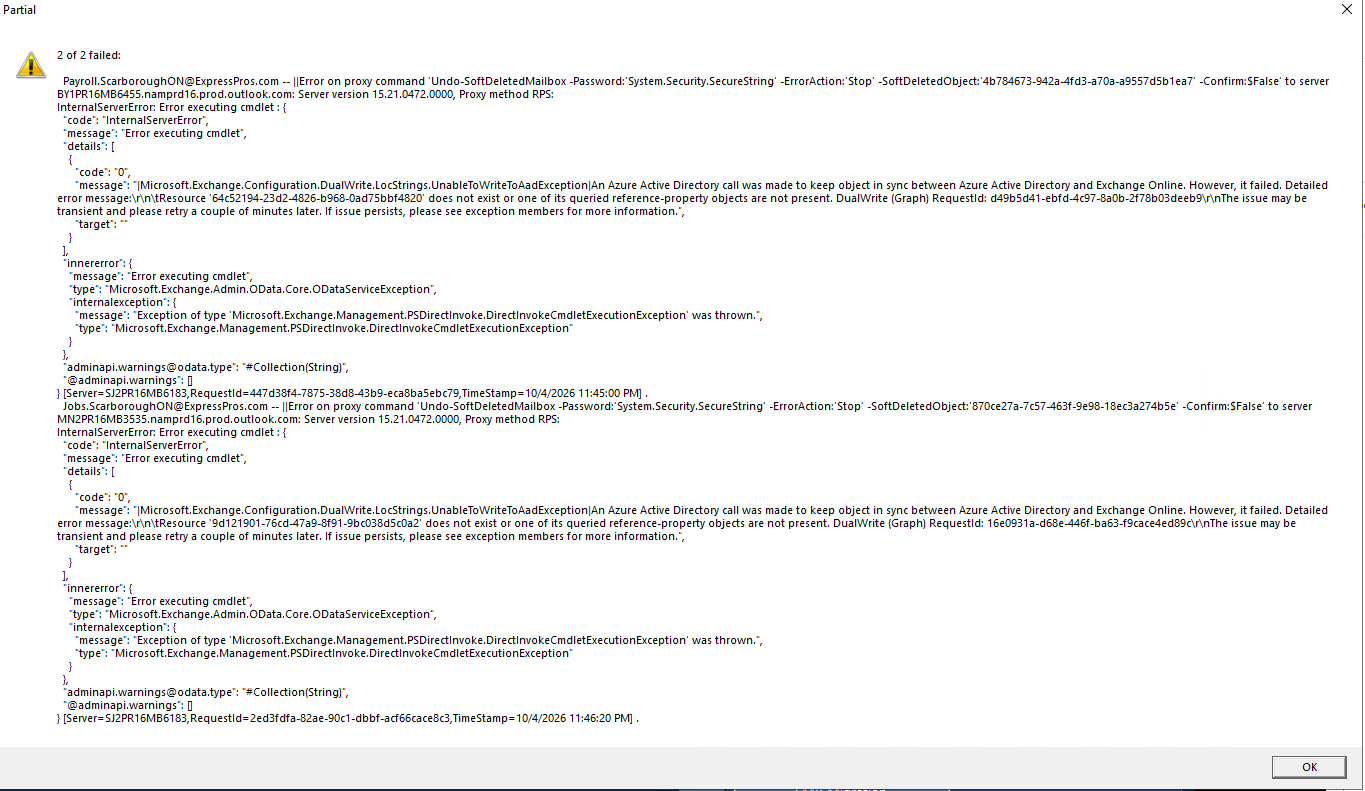 Partial
2 of 2 failed:
Payroll.ScarboroughON@ExpressPros.com -- ||Error on proxy command 'Undo-SoftDeletedMailbox -Password:'System.Security.SecureString' -ErrorAction:'Stop' -SoftDeletedObject:'4b784673-942a-4fd3-a70a-a9557d5b1ea7' -Confirm:$False' to server
BY1PR16MB6455.namprd16.prod.outlook.com: Server version 15.21.0472.0000, Proxy method RPS:
InternalServerError: Error executing cmdlet : {
"code": "InternalServerError",
"message": "Error executing cmdlet",
"details": [
{
"code": "0",
"message": "|Microsoft.Exchange.Configuration.DualWrite.LocStrings.UnableToWriteToAadException|An Azure Active Directory call was made to keep object in sync between Azure Active Directory and Exchange Online. However, it failed. Detailed
error message:\r\n\tResource '64c52194-23d2-4826-b968-0ad75bbf4820' does not exist or one of its queried reference-property objects are not present. DualWrite (Graph) RequestId: d49b5d41-ebfd-4c97-8a0b-2f78b03deeb9\r\nThe issue may be
transient and please retry a couple of minutes later. If issue persists, please see exception members for more information.",
"target": ""
}
],
"innererror": {
"message": "Error executing cmdlet",
"type": "Microsoft.Exchange.Admin.OData.Core.ODataServiceException",
"internalexception": {
"message": "Exception of type 'Microsoft.Exchange.Management.PSDirectInvoke.DirectInvokeCmdletExecutionException' was thrown.",
"type": "Microsoft.Exchange.Management.PSDirectInvoke.DirectInvokeCmdletExecutionException"
}
},
"adminapi.warnings@odata.type": "#Collection(String)",
"@adminapi.warnings": []
} [Server=SJ2PR16MB6183,RequestId=447d38f4-7875-38d8-43b9-eca8ba5ebc79,TimeStamp=10/4/2026 11:45:00 PM] .
Jobs.ScarboroughON@ExpressPros.com -- ||Error on proxy command 'Undo-SoftDeletedMailbox -Password:'System.Security.SecureString' -ErrorAction:'Stop' -SoftDeletedObject:'870ce27a-7c57-463f-9e98-18ec3a274b5e' -Confirm:$False' to server
MN2PR16MB3535.namprd16.prod.outlook.com: Server version 15.21.0472.0000, Proxy method RPS:
InternalServerError: Error executing cmdlet : {
"code": "InternalServerError",
"message": "Error executing cmdlet",
"details": [
{
"code": "0",
"message": "|Microsoft.Exchange.Configuration.DualWrite.LocStrings.UnableToWriteToAadException|An Azure Active Directory call was made to keep object in sync between Azure Active Directory and Exchange Online. However, it failed. Detailed
error message:\r\n\tResource '9d121901-76cd-47a9-8f91-9bc038d5c0a2' does not exist or one of its queried reference-property objects are not present. DualWrite (Graph) RequestId: 16e0931a-d68e-446f-ba63-f9cace4ed89c\r\nThe issue may be
transient and please retry a couple of minutes later. If issue persists, please see exception members for more information.",
"target": ""
}
],
"innererror": {
"message": "Error executing cmdlet",
"type": "Microsoft.Exchange.Admin.OData.Core.ODataServiceException",
"internalexception": {
"message": "Exception of type 'Microsoft.Exchange.Management.PSDirectInvoke.DirectInvokeCmdletExecutionException' was thrown.",
"type": "Microsoft.Exchange.Management.PSDirectInvoke.DirectInvokeCmdletExecutionException"
}
},
"adminapi.warnings@odata.type": "#Collection(String)",
"@adminapi.warnings": []
} [Server=SJ2PR16MB6183,RequestId=2ed3fdfa-82ae-90c1-dbbf-acf66cace8c3,TimeStamp=10/4/2026 11:46:20 PM] .
OK